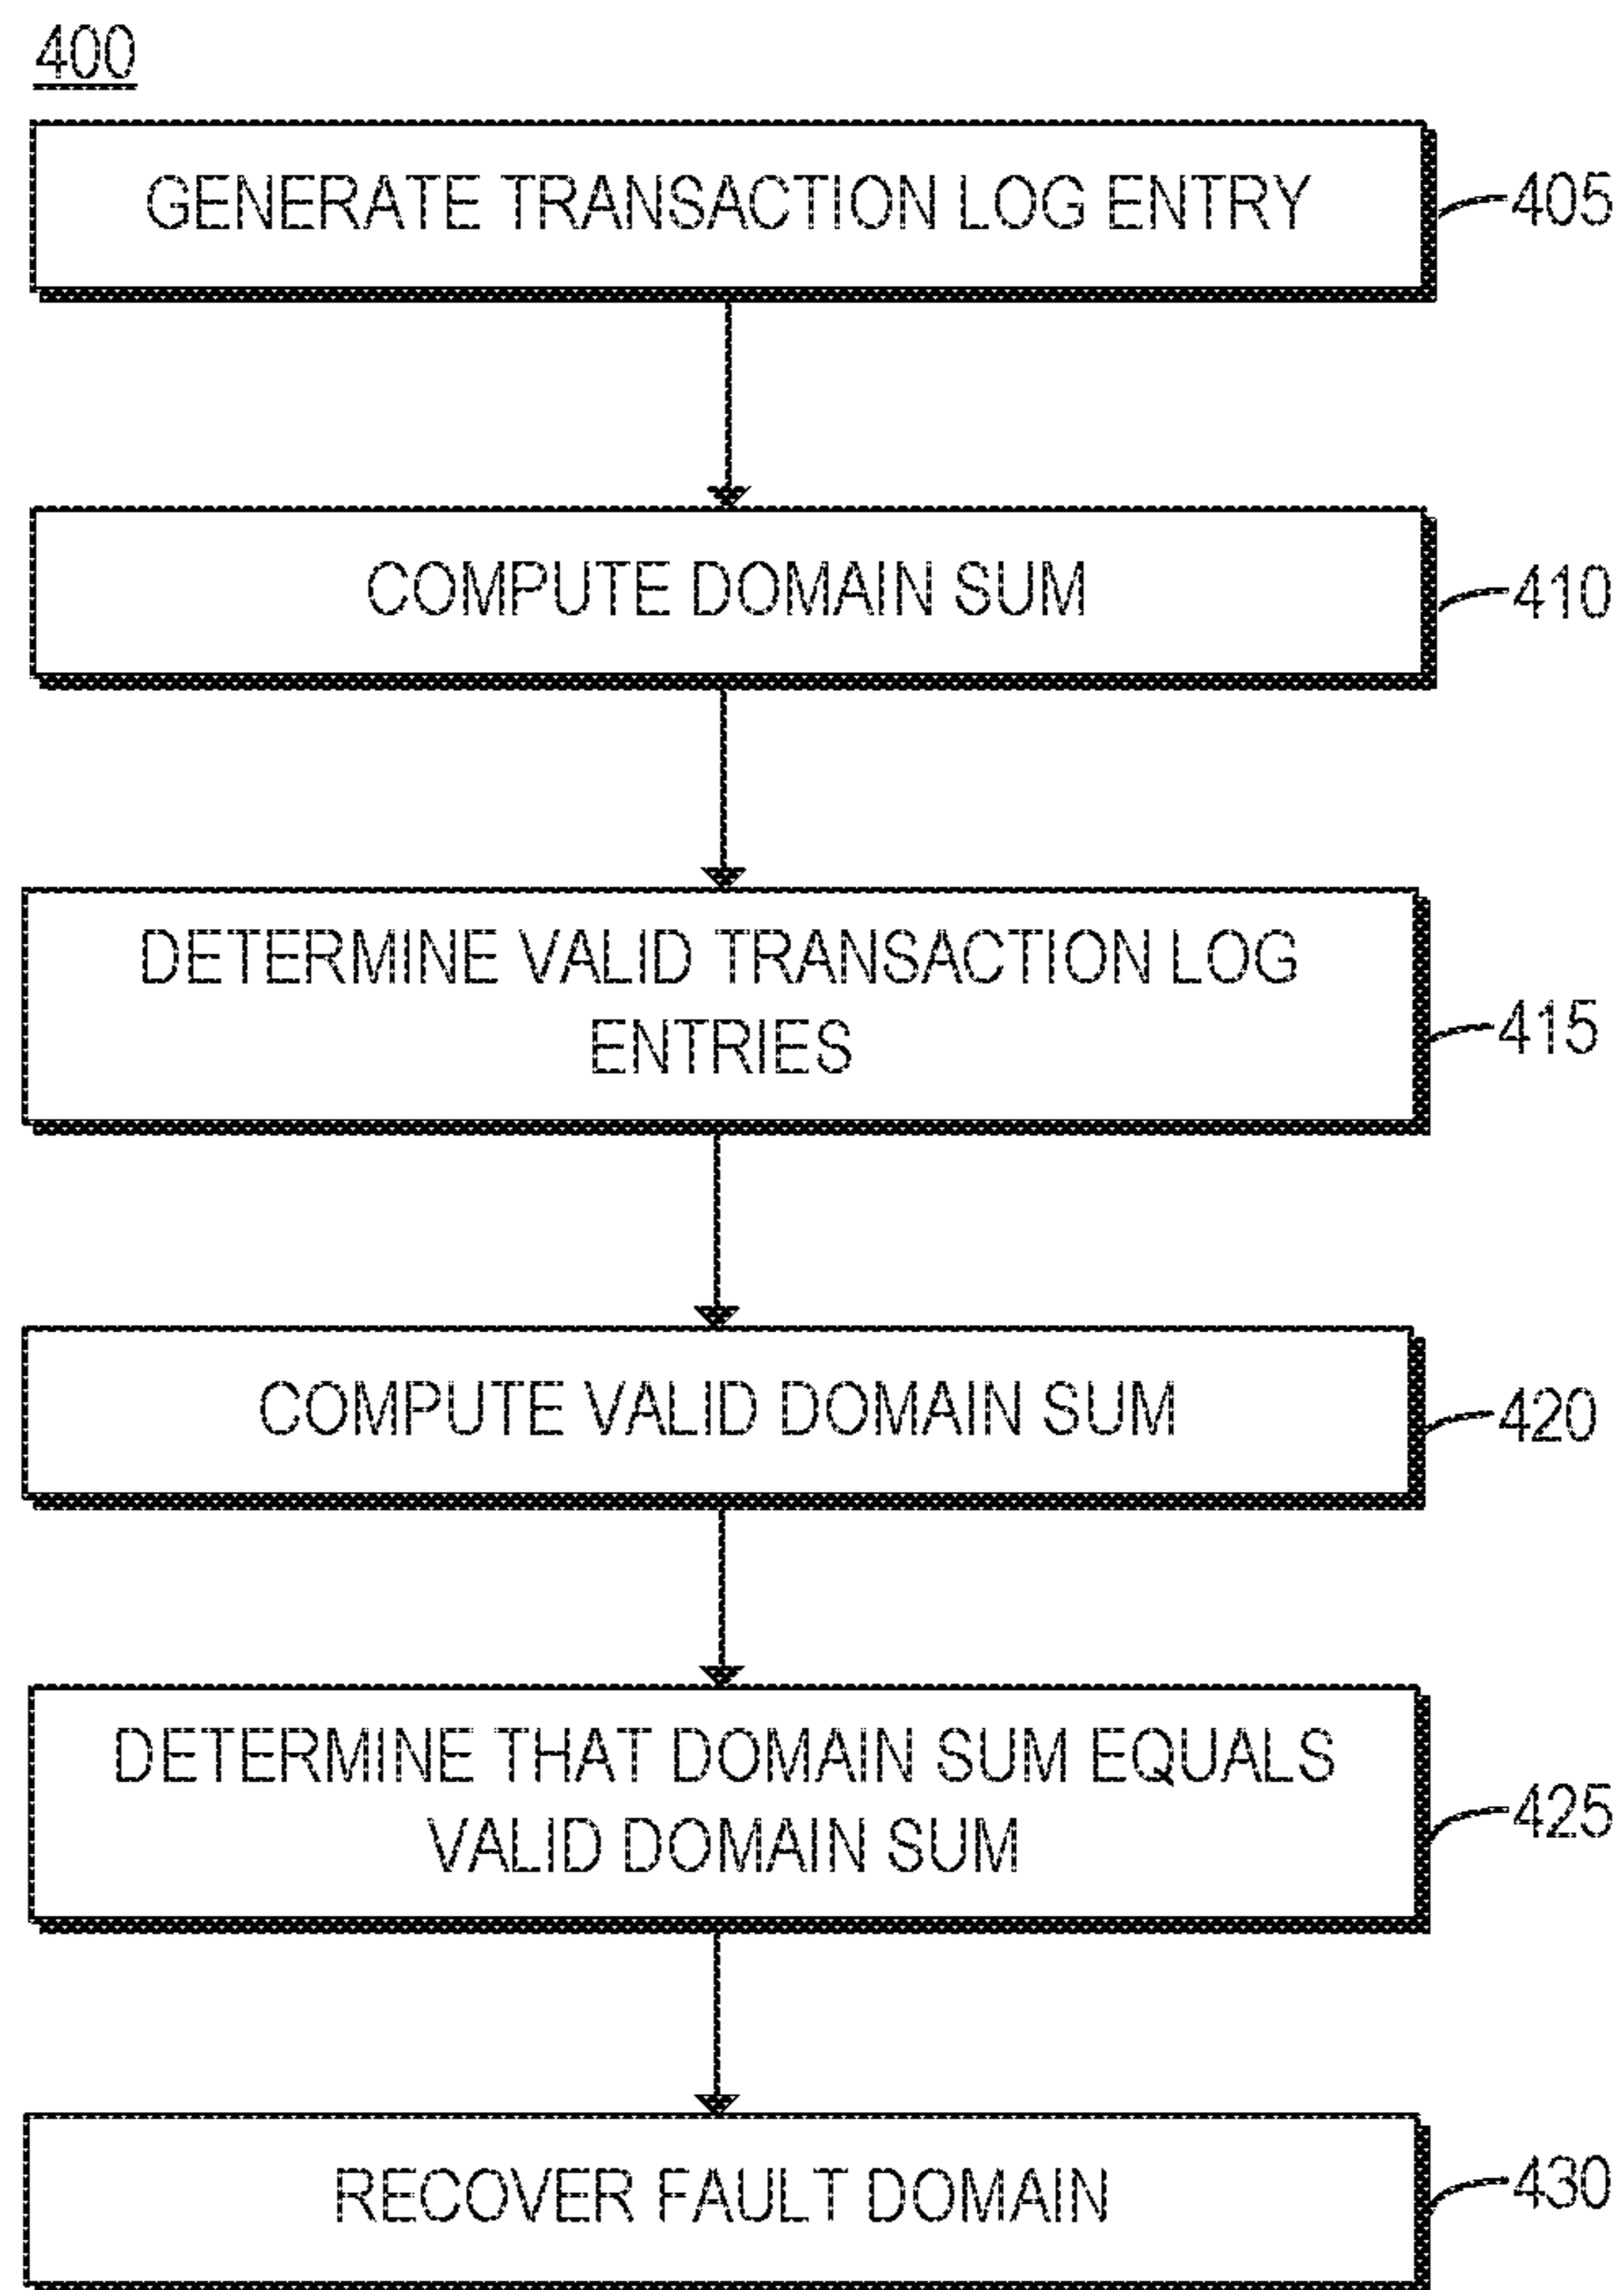 400
GENERATE TRANSACTION LOG ENTRY
405
COMPUTE DOMAIN SUM
410
DETERMINE VALID TRANSACTION LOG
ENTRIES
415
COMPUTE VALID DOMAIN SUM
420
DETERMINE THAT DOMAIN SUM EQUALS
VALID DOMAIN SUM
425
RECOVER FAULT DOMAIN
430